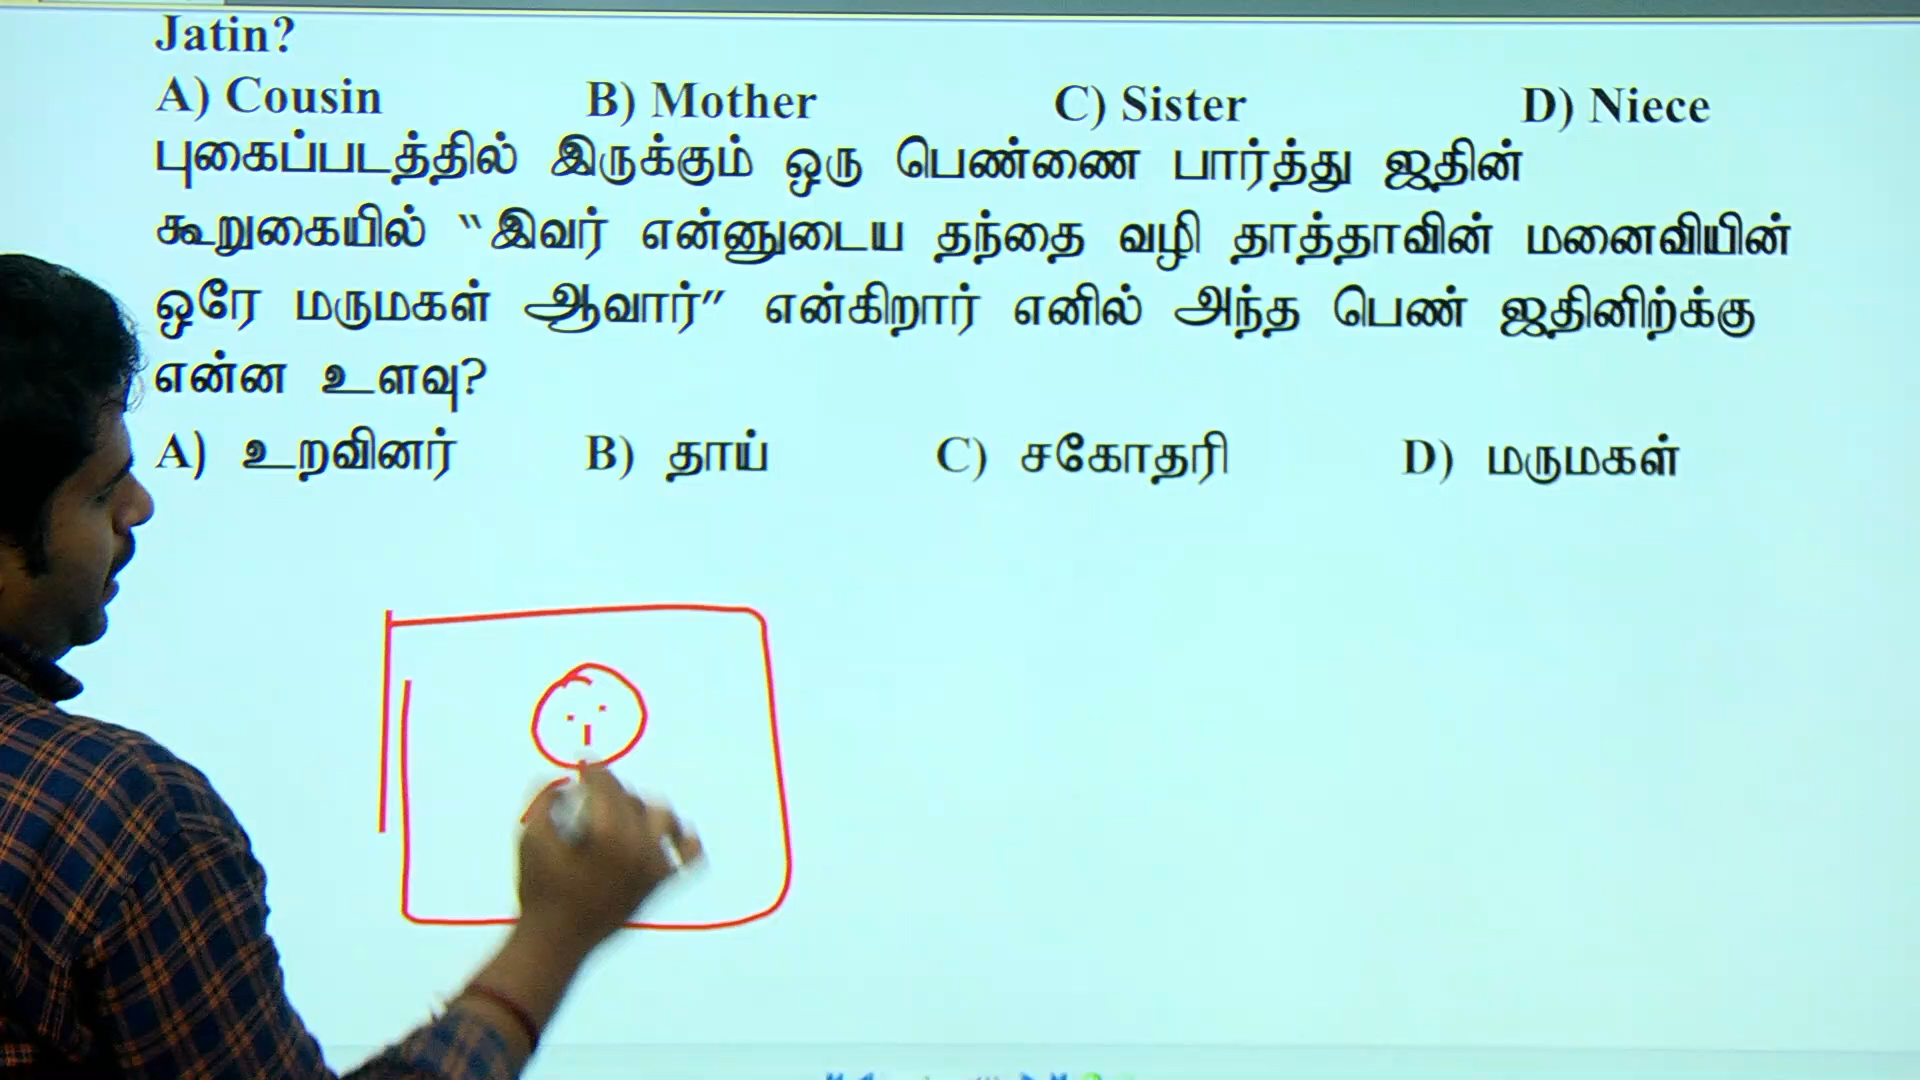 Jatin?
A) Cousin B) Mother C) Sister D) Niece
புகைப்படத்தில் இருக்கும் ஒரு பெண்ணை பார்த்து ஜதின்
கூறுகையில் “இவர் என்னுடைய தந்தை வழி தாத்தாவின் மனைவியின்
ஒரே மருமகள் ஆவார்” என்கிறார் எனில் அந்த பெண் ஜதினிற்க்கு
என்ன உளவு?
A) உறவினர் B) தாய் C) சகோதரி D) மருமகள்